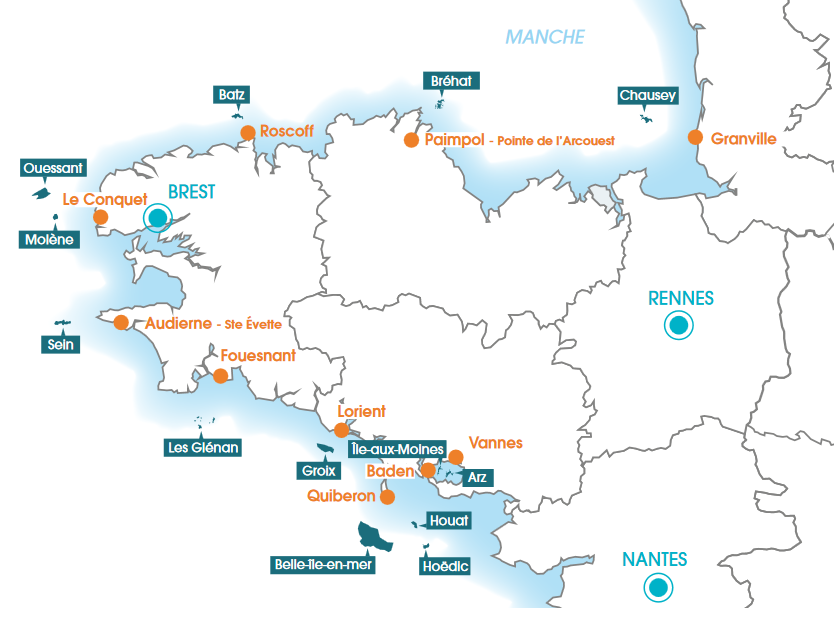 MANCHE
Bréhat
Batz
Chausey
Roscoff
Paimpol - Pointe de l'Arcouest
Granville
Ouessant
Le Conquet
BREST
Molène
RENNES
Audierne - Ste Évette
Sein
Fouesnant
Lorient
Les Glénan
Île-aux-Moines
Vannes
Groix
Baden
Arz
Quiberon
Houat
Belle-île-en-mer
Hoëdic
NANTES